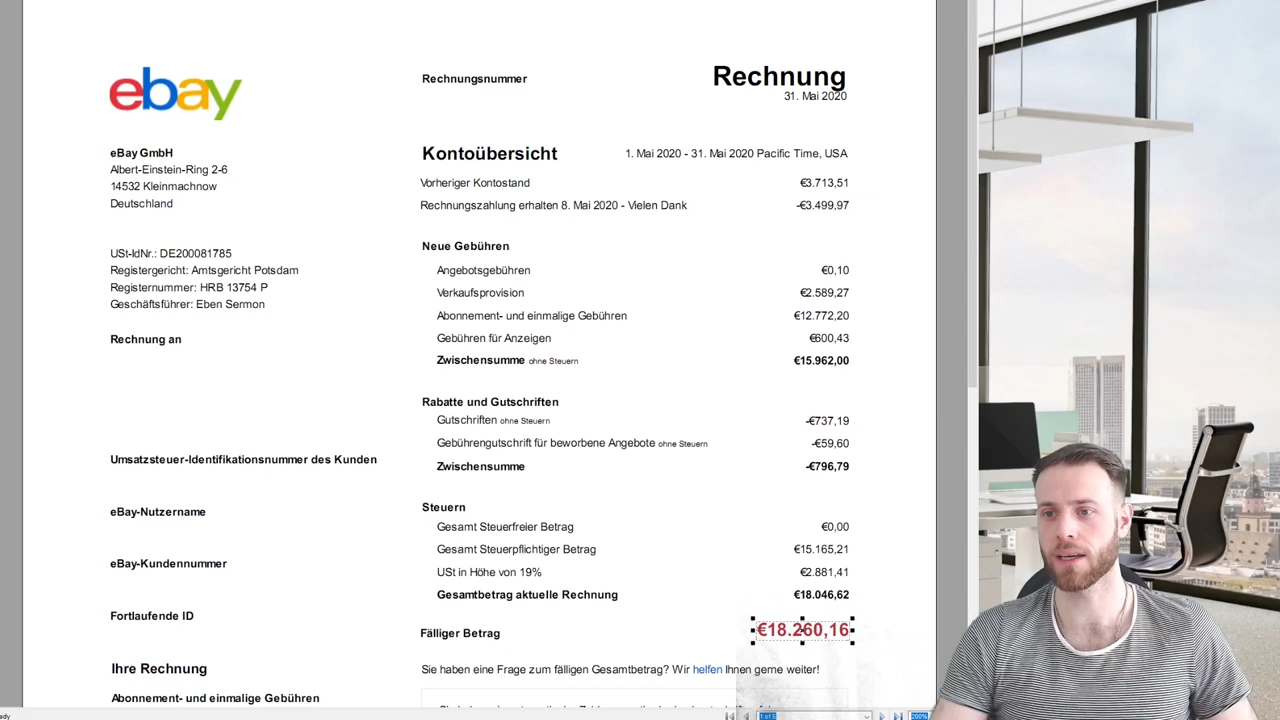 ebay
Rechnungsnummer
Rechnung
31. Mai 2020
eBay GmbH
Albert-Einstein-Ring 2-6
14532 Kleinmachnow
Deutschland
USt-IdNr.: DE200081785
Registergericht: Amtsgericht Potsdam
Registernummer: HRB 13754 P
Geschäftsführer: Eben Sermon
Rechnung an
Umsatzsteuer-Identifikationsnummer des Kunden
eBay-Nutzername
eBay-Kundennummer
Fortlaufende ID
Ihre Rechnung
Abonnement- und einmalige Gebühren
Kontoübersicht 1. Mai 2020 - 31. Mai 2020 Pacific Time, USA
Vorheriger Kontostand €3.713,51
Rechnungszahlung erhalten 8. Mai 2020 - Vielen Dank -€3.499,97
Neue Gebühren
Angebotsgebühren €0,10
Verkaufsprovision €2.589,27
Abonnement- und einmalige Gebühren €12.772,20
Gebühren für Anzeigen €600,43
Zwischensumme ohne Steuern €15.962,00
Rabatte und Gutschriften
Gutschriften ohne Steuern -€737,19
Gebührengutschrift für beworbene Angebote ohne Steuern -€59,60
Zwischensumme -€796,79
Steuern
Gesamt Steuerfreier Betrag €0,00
Gesamt Steuerpflichtiger Betrag €15.165,21
USt in Höhe von 19% €2.881,41
Gesamtbetrag aktuelle Rechnung €18.046,62
Fälliger Betrag €18.260,16
Sie haben eine Frage zum fälligen Gesamtbetrag? Wir helfen Ihnen gerne weiter!
1 of 5
200%